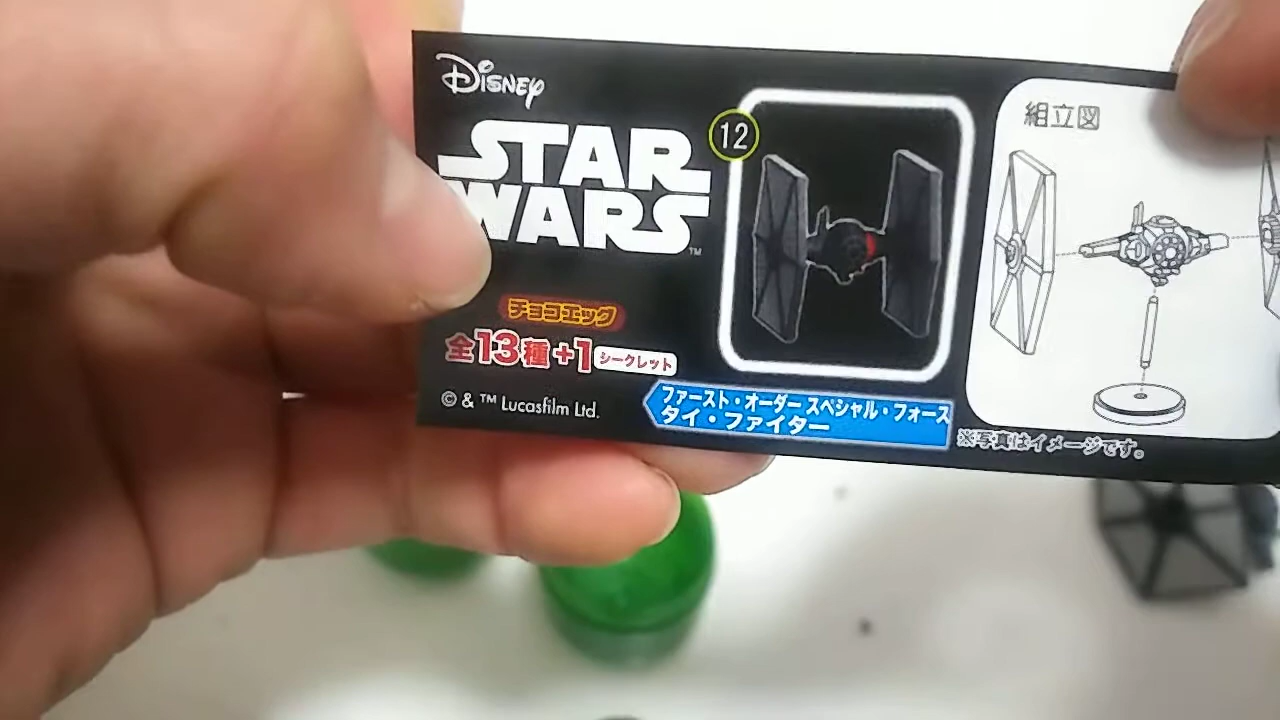 Disney
STAR
WARS™
チョコエッグ
全13種+1シークレット
© & ™ Lucasfilm Ltd.
12
ファースト・オーダー スペシャル・フォース
タイ・ファイター
組立図
※写真はイメージです。